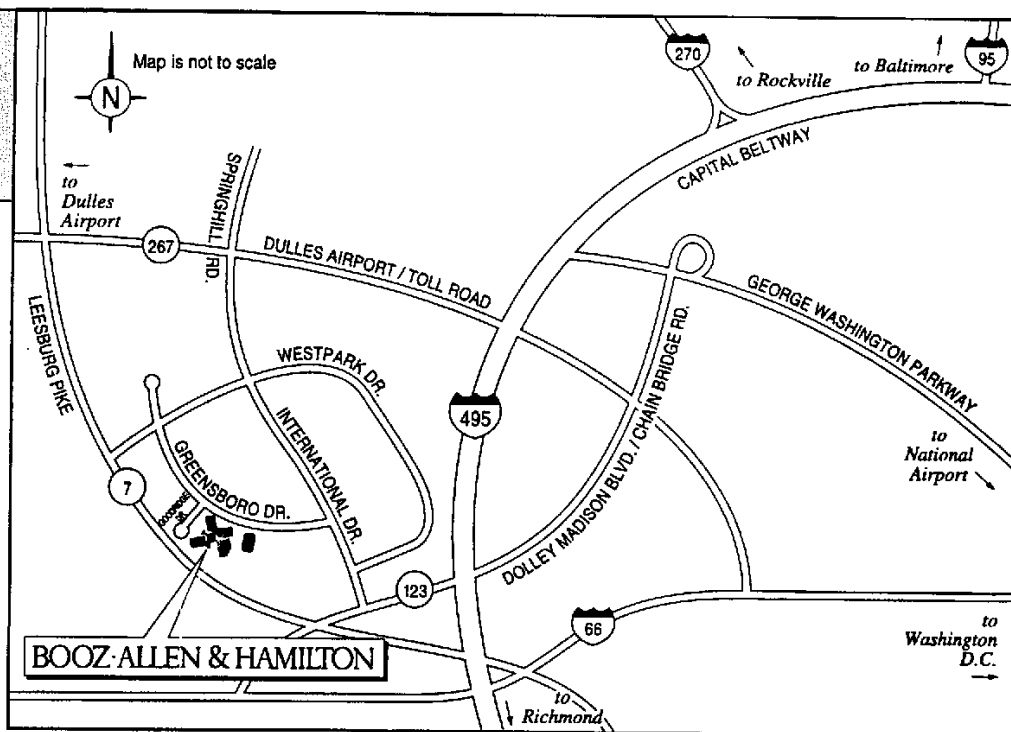 Map is not to scale
N
270
to Rockville
to Baltimore
95
CAPITAL BELTWAY
to
Dulles
Airport
SPRINGHILL RD.
267
DULLES AIRPORT / TOLL ROAD
GEORGE WASHINGTON PARKWAY
LEESBURG PIKE
WESTPARK DR.
INTERNATIONAL DR.
495
DOLLEY MADISON BLVD. / CHAIN BRIDGE RD.
to
National
Airport
7
GREENSBORO DR.
123
66
to
Washington
D.C.
BOOZ·ALLEN & HAMILTON
to
Richmond